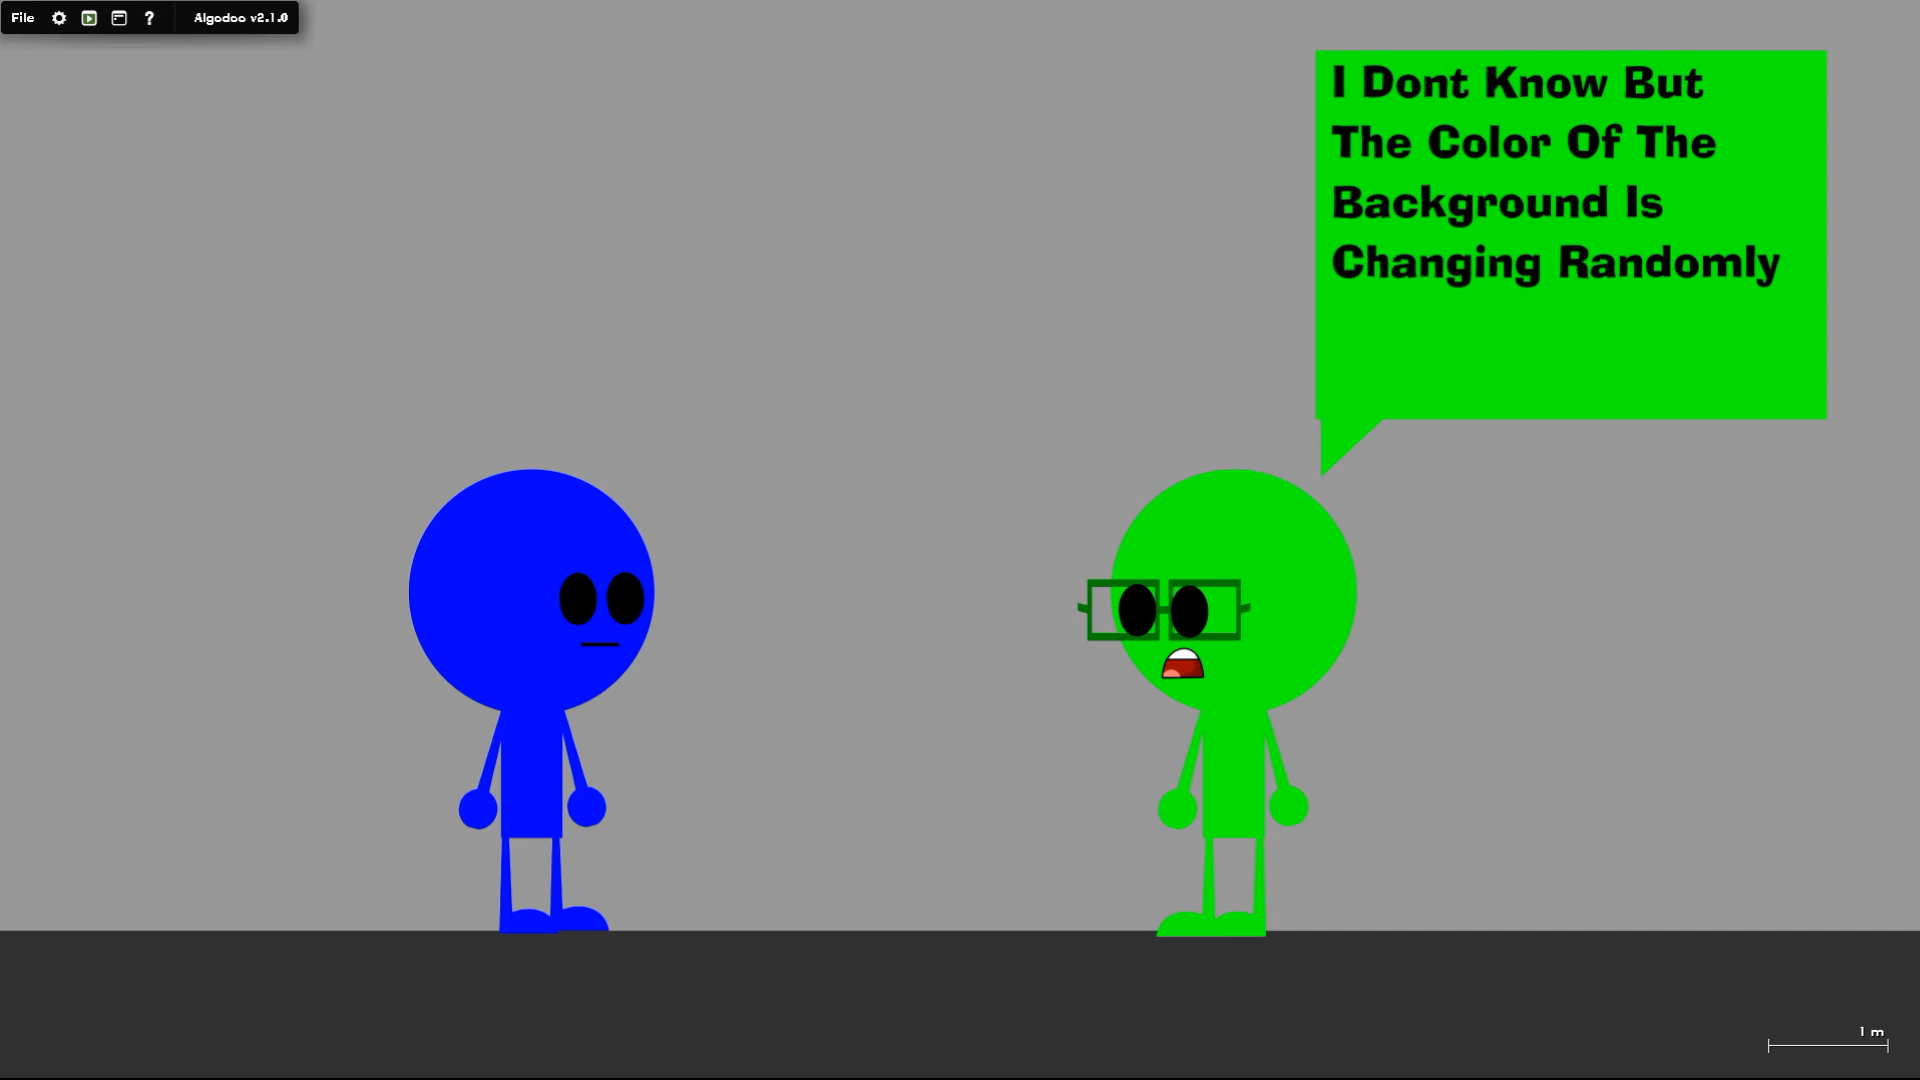 File ? Algodoo v2.1.0
I Dont Know But
The Color Of The
Background Is
Changing Randomly
1 m